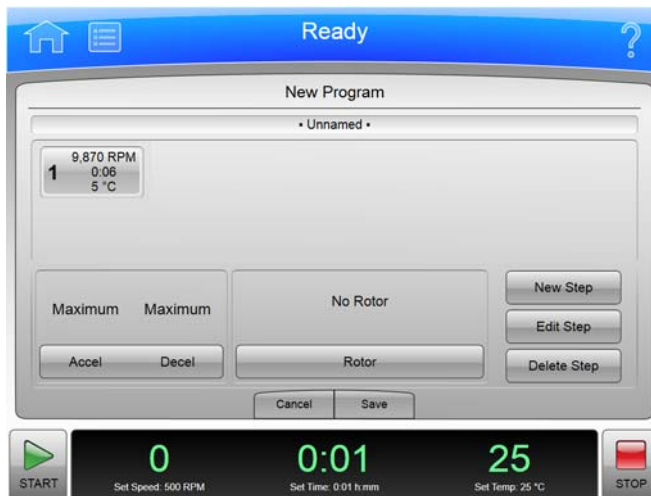 Ready
?
New Program
• Unnamed •
1
9,870 RPM
0:06
5 °C
Maximum Maximum
No Rotor
New Step
Edit Step
Accel Decel
Rotor
Delete Step
Cancel Save
0 0:01 25
START
Set Speed: 500 RPM Set Time: 0:01 h:mm Set Temp: 25 °C
STOP